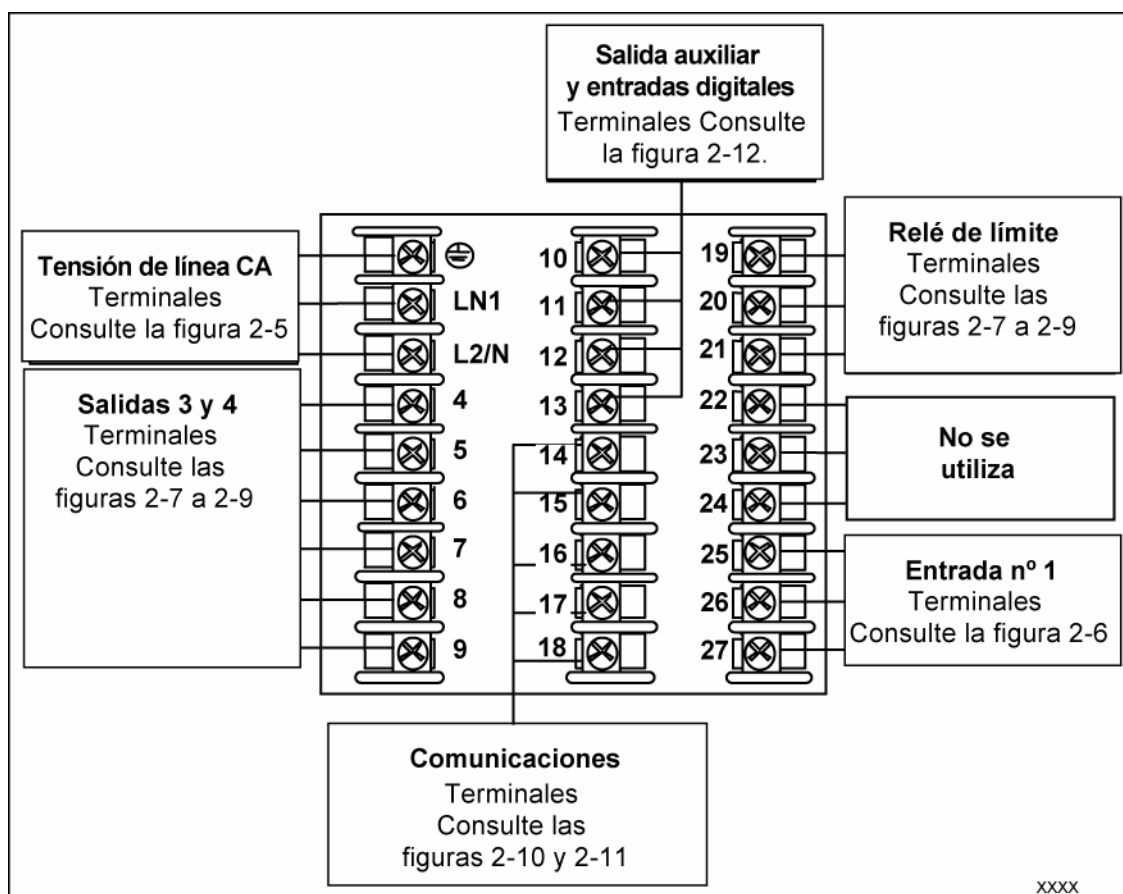 Salida auxiliar
y entradas digitales
Terminales Consulte
la figura 2-12.
Tensión de línea CA
Terminales
Consulte la figura 2-5
Salidas 3 y 4
Terminales
Consulte las
figuras 2-7 a 2-9
LN1
L2/N
4
5
6
7
8
9
10
11
12
13
14
15
16
17
18
19
20
21
22
23
24
25
26
27
Relé de límite
Terminales
Consulte las
figuras 2-7 a 2-9
No se
utiliza
Entrada nº 1
Terminales
Consulte la figura 2-6
Comunicaciones
Terminales
Consulte las
figuras 2-10 y 2-11
XXXX